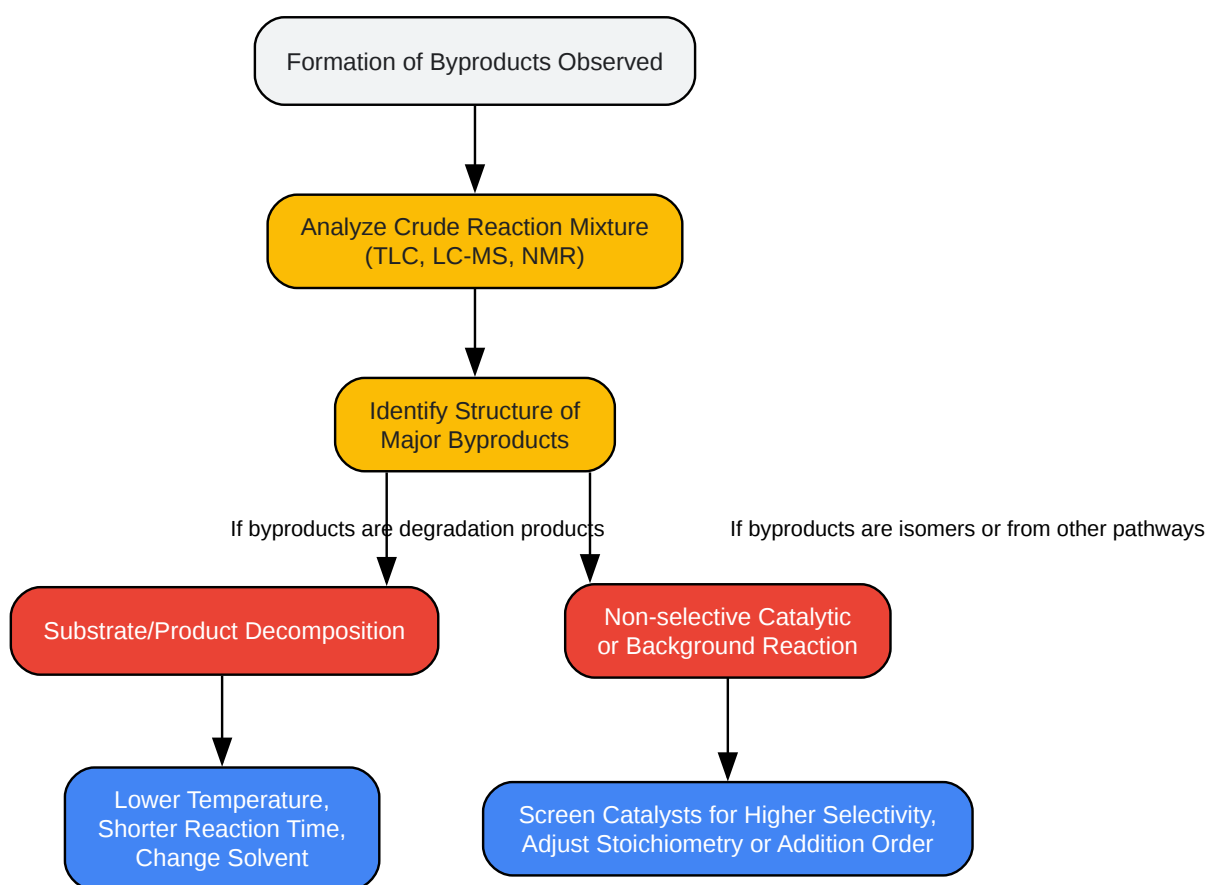 Formation of Byproducts Observed
Analyze Crude Reaction Mixture
(TLC, LC-MS, NMR)
Identify Structure of
Major Byproducts
If byproducts are degradation products
If byproducts are isomers or from other pathways
Substrate/Product Decomposition
Non-selective Catalytic
or Background Reaction
Lower Temperature,
Shorter Reaction Time,
Change Solvent
Screen Catalysts for Higher Selectivity,
Adjust Stoichiometry or Addition Order